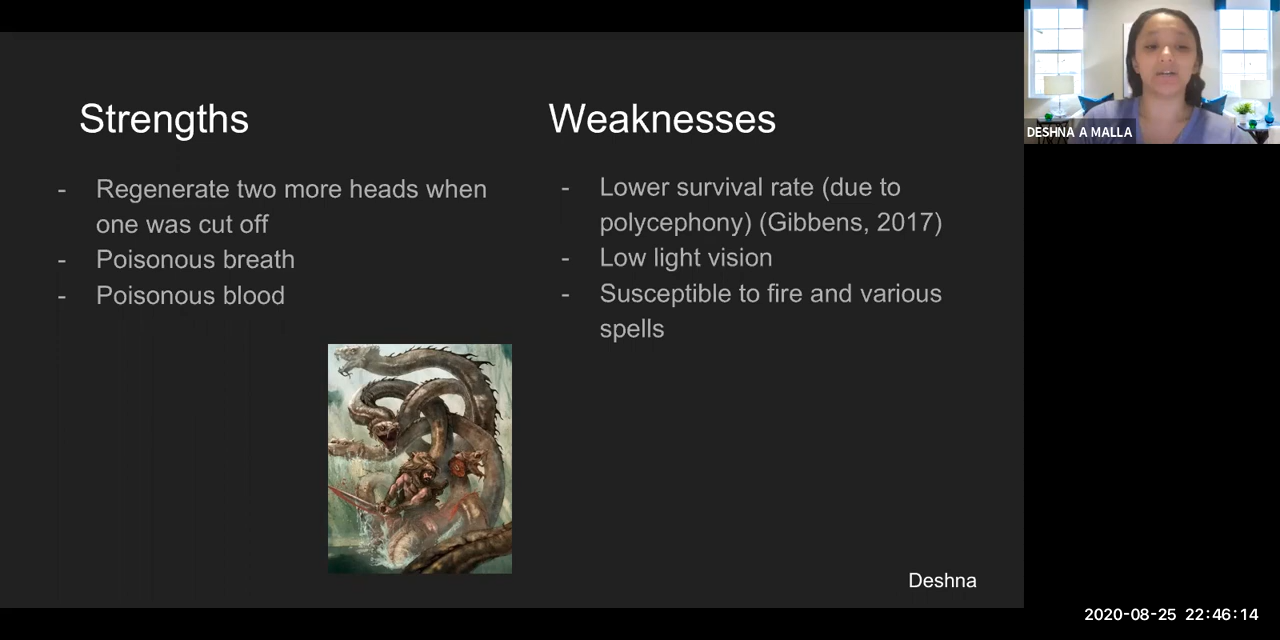 Strengths
- Regenerate two more heads when
one was cut off
- Poisonous breath
- Poisonous blood
Weaknesses
- Lower survival rate (due to
polycephony) (Gibbens, 2017)
- Low light vision
- Susceptible to fire and various
spells
Deshna
DESHNA A MALLA
2020-08-25 22:46:14